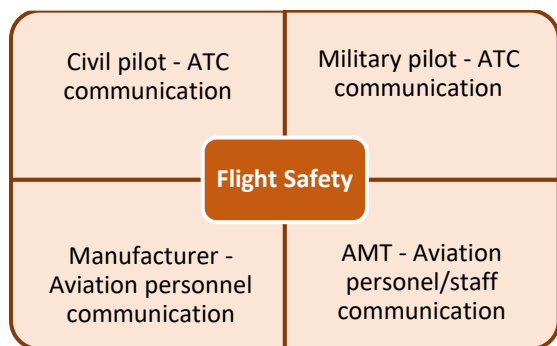 Civil pilot - ATC
communication
Military pilot - ATC
communication
Flight Safety
Manufacturer -
Aviation personnel
communication
AMT - Aviation
personel/staff
communication